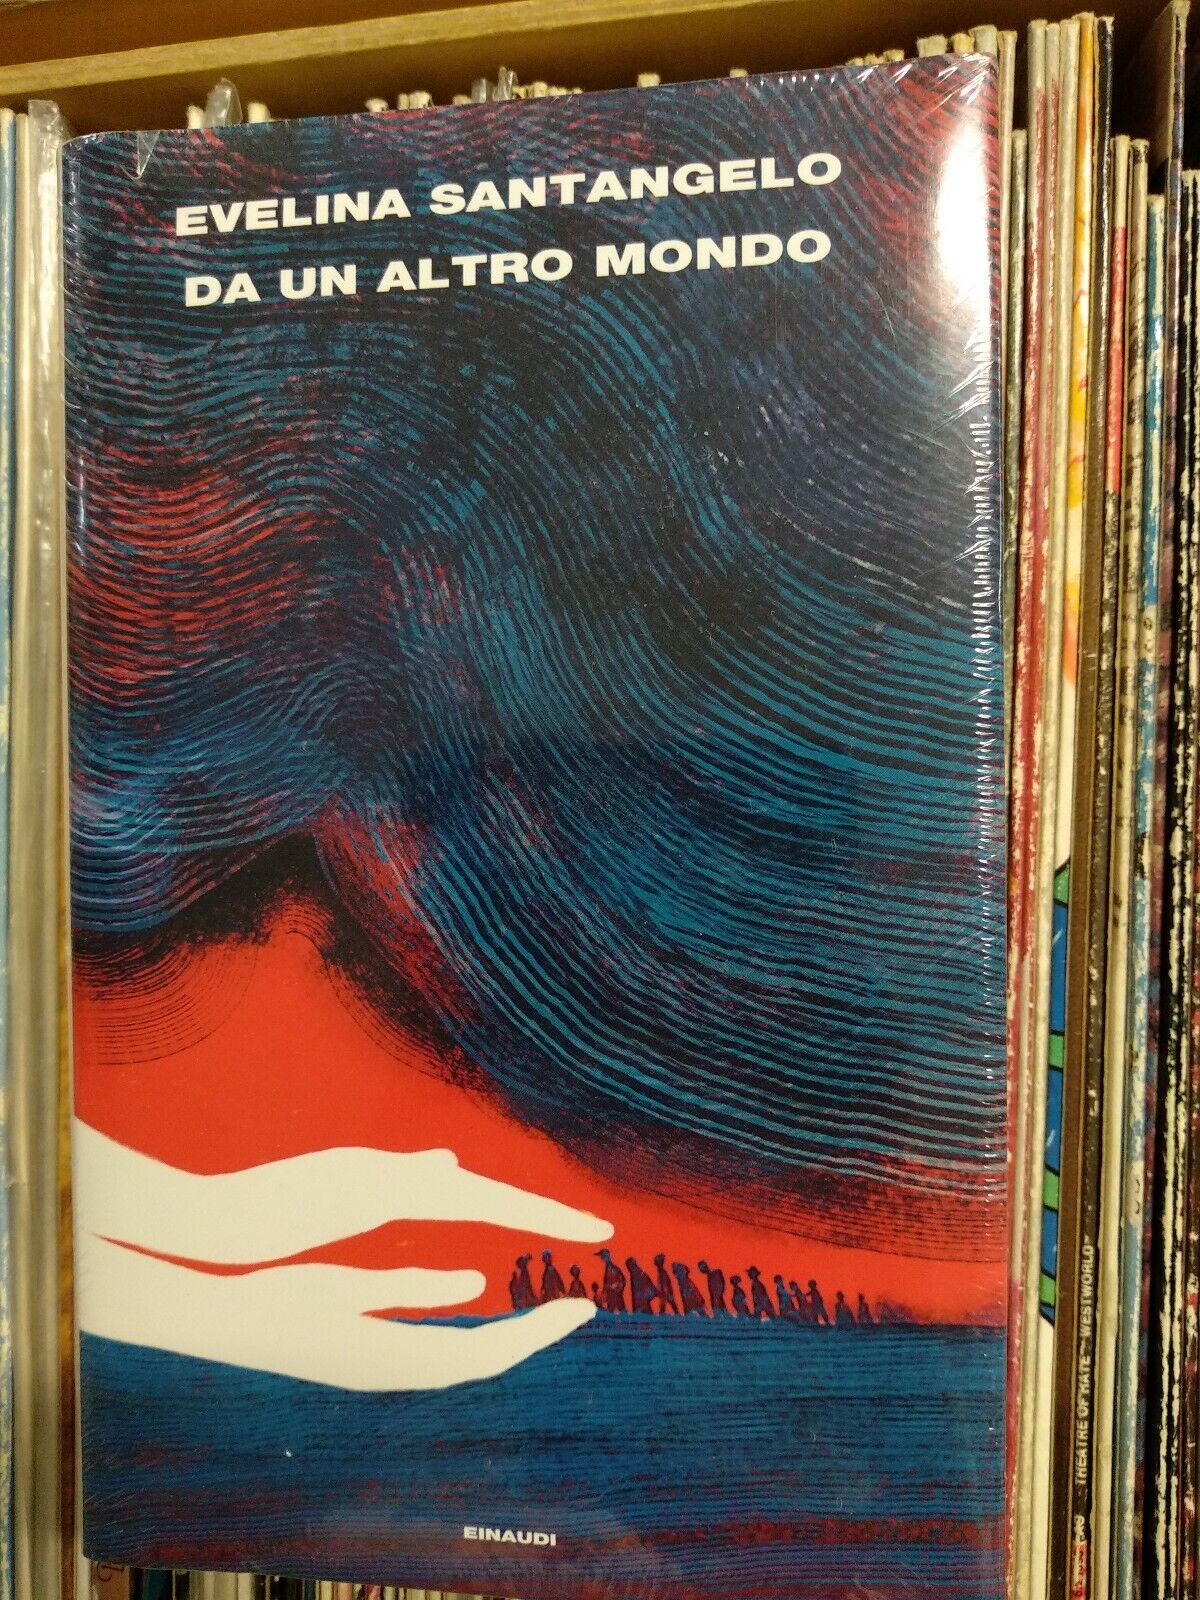 EVELINA SANTANGELO
DA UN ALTRO MONDO
EINAUDI
THEATRE OF HATE "WESTWORLD"